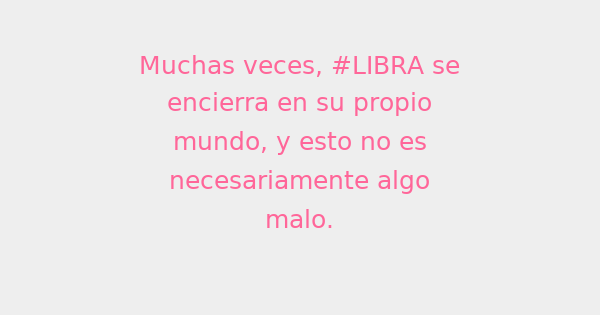 Muchas veces, #LIBRA se
encierra en su propio
mundo, y esto no es
necesariamente algo
malo.